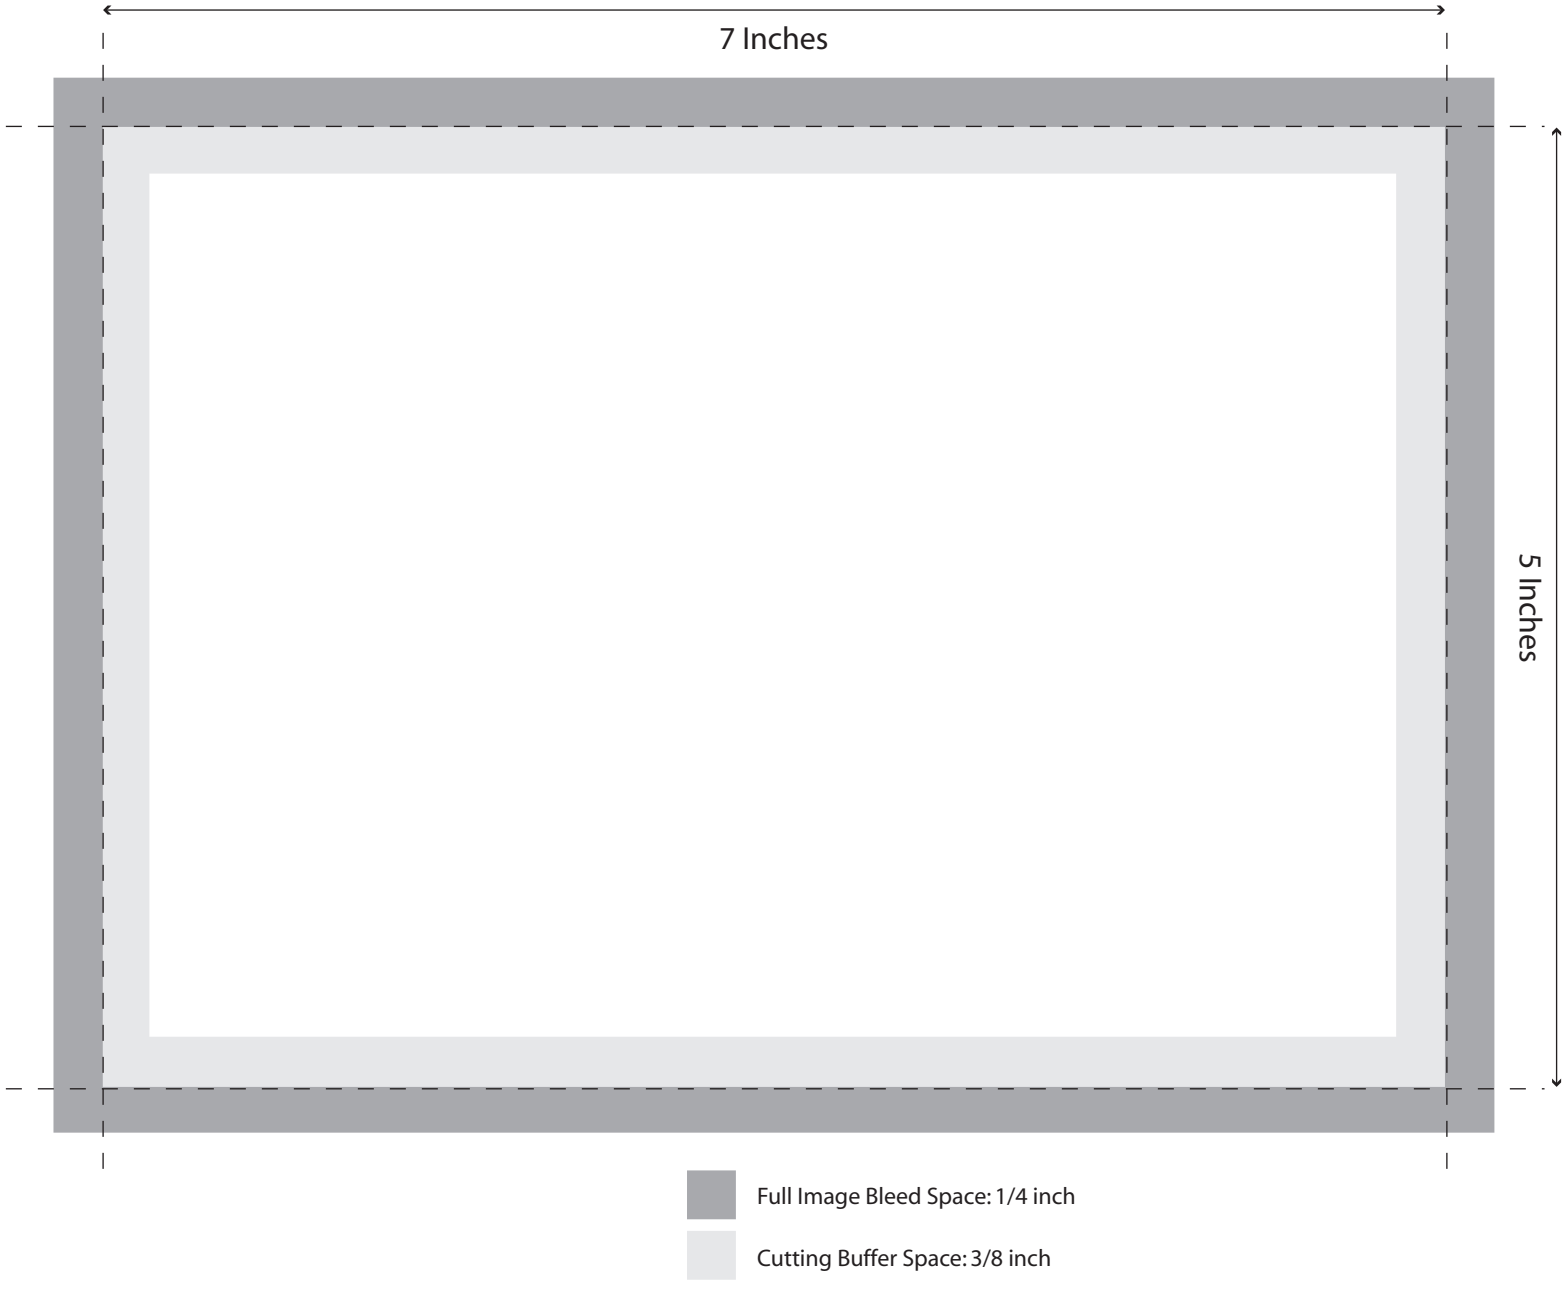 7 Inches
5 Inches
Full Image Bleed Space: 1/4 inch
Cutting Buffer Space: 3/8 inch